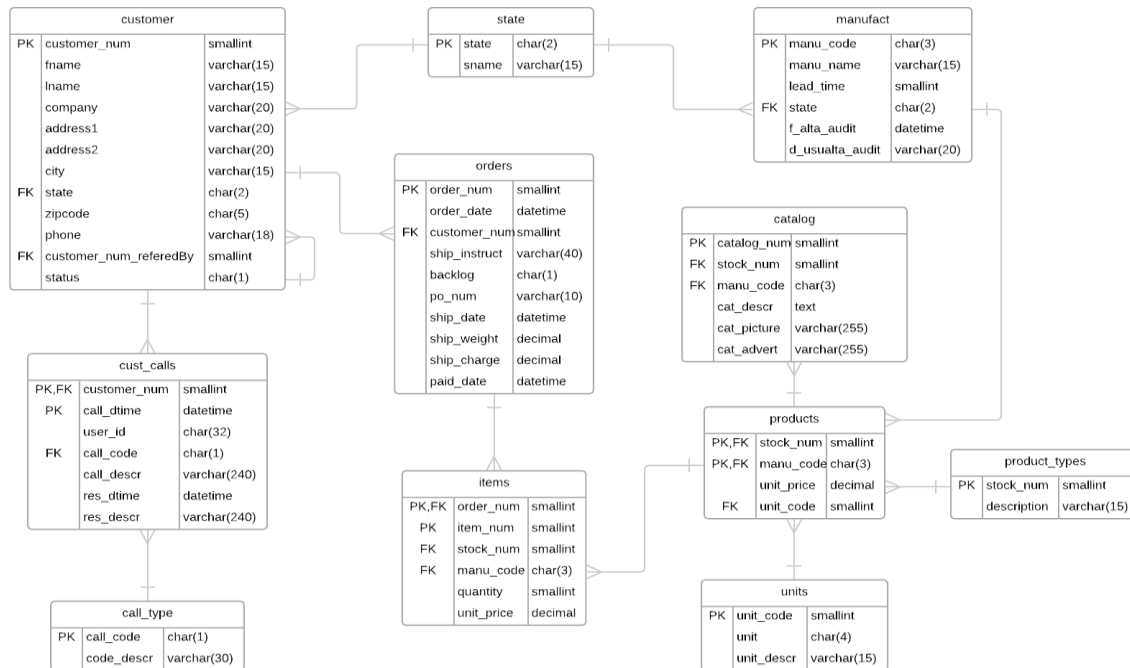 customer
PK customer_num smallint
fname varchar(15)
lname varchar(15)
company varchar(20)
address1 varchar(20)
address2 varchar(20)
city varchar(15)
FK state char(2)
zipcode char(5)
phone varchar(18)
FK customer_num_referedBy smallint
status char(1)
state
PK state char(2)
sname varchar(15)
manufact
PK manu_code char(3)
manu_name varchar(15)
lead_time smallint
FK state char(2)
f_alta_audit datetime
d_usualta_audit varchar(20)
orders
PK order_num smallint
order_date datetime
FK customer_num smallint
ship_instruct varchar(40)
backlog char(1)
po_num varchar(10)
ship_date datetime
ship_weight decimal
ship_charge decimal
paid_date datetime
catalog
PK catalog_num smallint
FK stock_num smallint
FK manu_code char(3)
cat_descr text
cat_picture varchar(255)
cat_advert varchar(255)
cust_calls
PK,FK customer_num smallint
PK call_dtime datetime
user_id char(32)
FK call_code char(1)
call_descr varchar(240)
res_dtime datetime
res_descr varchar(240)
products
PK,FK stock_num smallint
PK,FK manu_code char(3)
unit_price decimal
FK unit_code smallint
product_types
PK stock_num smallint
description varchar(15)
items
PK,FK order_num smallint
PK item_num smallint
FK stock_num smallint
FK manu_code char(3)
quantity smallint
unit_price decimal
call_type
PK call_code char(1)
code_descr varchar(30)
units
PK unit_code smallint
unit char(4)
unit_descr varchar(15)